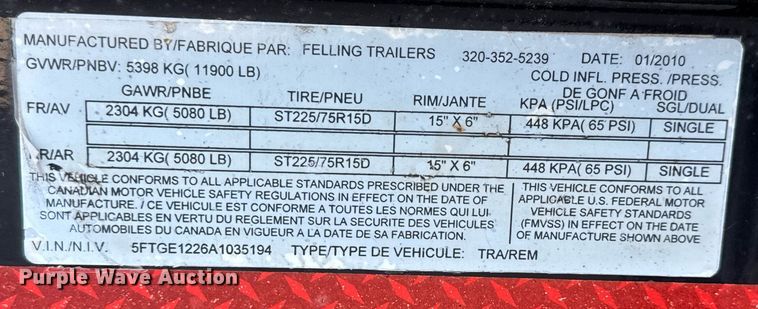 MANUFACTURED BY/FABRIQUE PAR: FELLING TRAILERS 320-352-5239 DATE: 01/2010
GVWR/PNBV: 5398 KG( 11900 LB) COLD INFL. PRESS. /PRESS.
DE GONF A FROID
GAWR/PNBE TIRE/PNEU RIM/JANTE KPA (PSI/LPC) SGL/DUAL
FR/AV 2304 KG( 5080 LB) ST225/75R15D 15" X 6" 448 KPA( 65 PSI) SINGLE
RR/AR 2304 KG( 5080 LB) ST225/75R15D 15" X 6" 448 KPA( 65 PSI) SINGLE
THIS VEHICLE CONFORMS TO ALL APPLICABLE STANDARDS PRESCRIBED UNDER THE
CANADIAN MOTOR VEHICLE SAFETY REGULATIONS IN EFFECT ON THE DATE OF
MANUFACTURE. / CE VEHICULE EST CONFORME A TOUTES LES NORMES QUI LUI-
SONT APPLICABLES EN VERTU DU REGLEMENT SUR LA SECURITE DES VEHICULES
AUTOMOBILES DU CANADA EN VIGUEUR A LA DATE DE SA FABRICATION.
THIS VEHICLE CONFORMS TO ALL
APPLICABLE U.S. FEDERAL MOTOR
VEHICLE SAFETY STANDARDS
(FMVSS) IN EFFECT ON THE DATE
OF MANUFACTURE SHOWN ABOVE
V.I.N./N.I.V. 5FTGE1226A1035194 TYPE/TYPE DE VEHICULE: TRA/REM
Purple Wave Auction